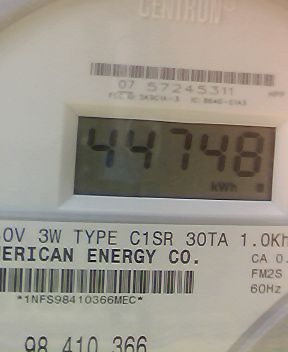 CENTRON
07 57245311
44748
kWh
3W TYPE C1SR 30TA 1.0Kh
ERICAN ENERGY CO.
CA 0.
FM2S
60Hz
*1NFS98410366MEC*
98 410 366